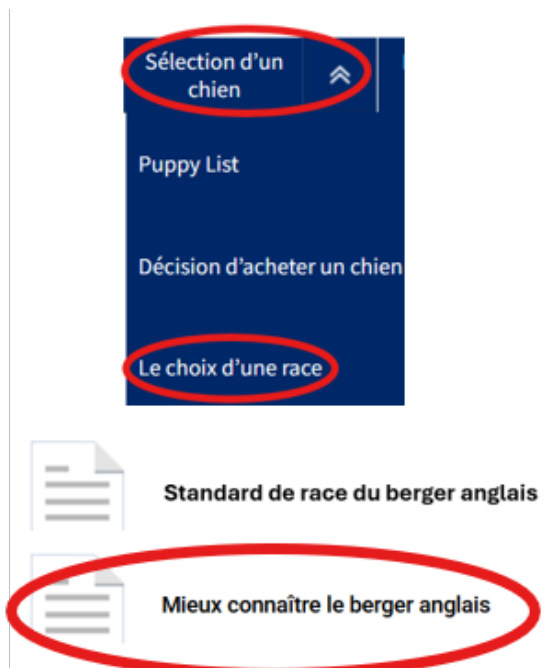 Sélection d’un
chien
Puppy List
Décision d’acheter un chien
Le choix d’une race
Standard de race du berger anglais
Mieux connaître le berger anglais